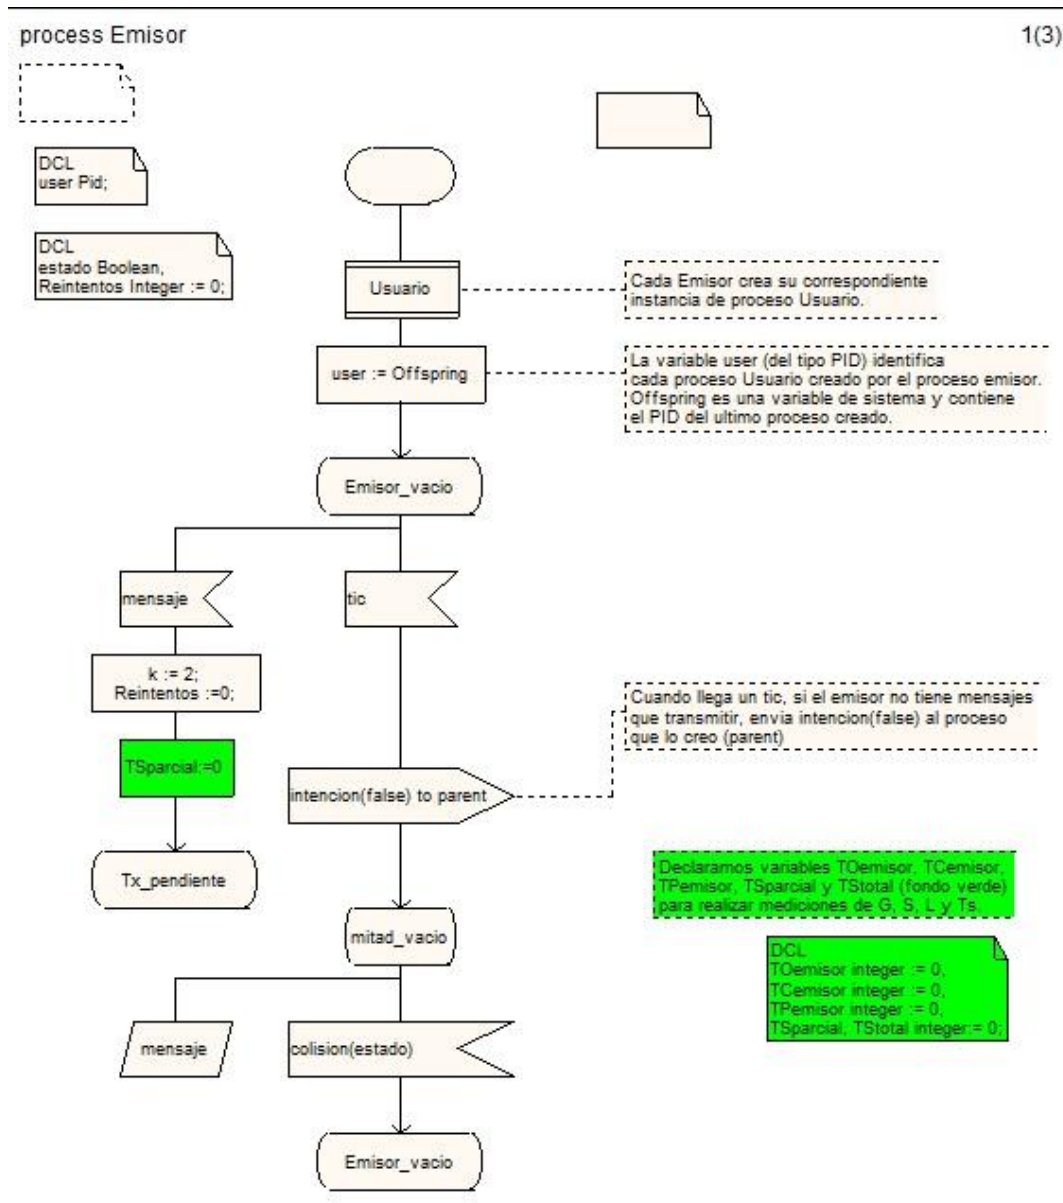 process Emisor
1(3)
DCL
user Pid;
DCL
estado Boolean,
Reintentos Integer := 0;
Usuario
Cada Emisor crea su correspondiente
instancia de proceso Usuario.
user := Offspring
La variable user (del tipo PID) identifica
cada proceso Usuario creado por el proceso emisor.
Offspring es una variable de sistema y contiene
el PID del ultimo proceso creado.
Emisor_vacio
mensaje
tic
k := 2;
Reintentos :=0;
Cuando llega un tic, si el emisor no tiene mensajes
que transmitir, envia intencion(false) al proceso
que lo creo (parent)
TSparcial:=0
intencion(false) to parent
Tx_pendiente
Declaramos variables TOemisor, TCemisor,
TPemisor, TSparcial y TStotal (fondo verde)
para realizar mediciones de G, S, L y Ts.
mitad_vacio
DCL
TOemisor integer := 0,
TCemisor integer := 0,
TPemisor integer := 0,
TSparcial, TStotal integer:= 0;
mensaje
colision(estado)
Emisor_vacio